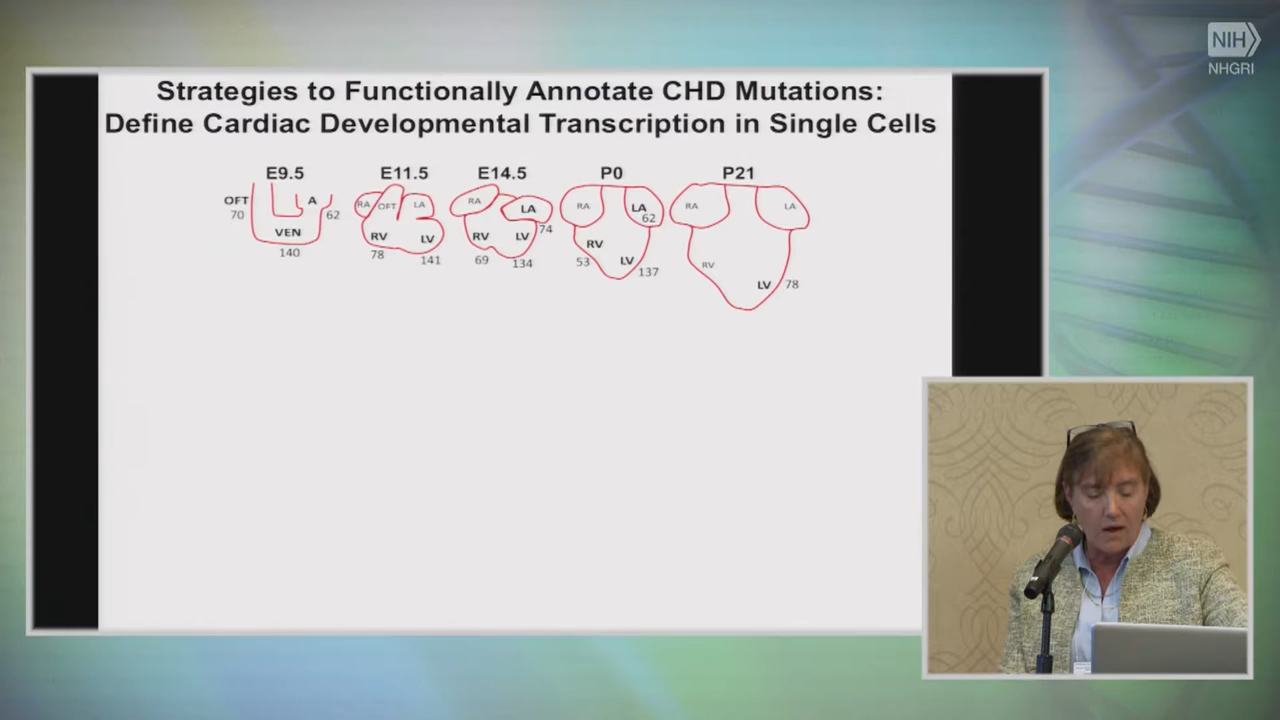 NIH
NHGRI
Strategies to Functionally Annotate CHD Mutations:
Define Cardiac Developmental Transcription in Single Cells
E9.5 E11.5 E14.5 P0 P21
OFT A RA OFT LA RA LA RA LA RA LA
70 62 74 62
VEN RV LV RV LV RV LV RV LV
140 78 141 69 134 53 137 78